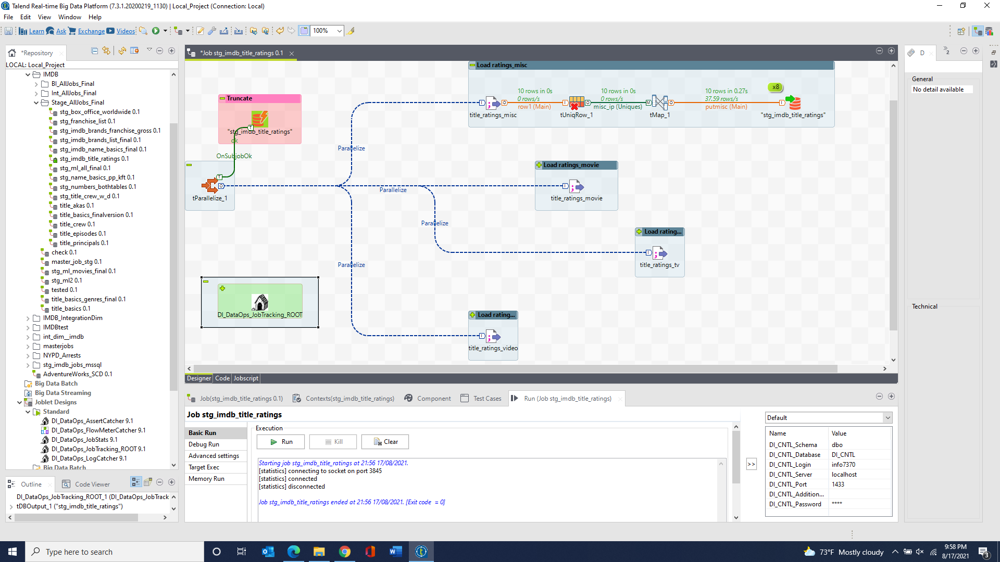 Talend Real-time Big Data Platform (7.3.1.20200219_1130) | Local_Project (Connection: Local)
File Edit View Window Help
Learn Ask Exchange Videos 100%
*Repository
LOCAL: Local_Project
IMDB
BI_AllJobs_Final
Int_AllJobs_Final
Stage_AllJobs_Final
stg_box_office_worldwide 0.1
stg_franchise_list 0.1
stg_imdb_brands_franchise_gross 0.1
stg_imdb_brands_list_final 0.1
stg_imdb_name_basics_final 0.1
stg_imdb_title_ratings 0.1
stg_ml_all_final 0.1
stg_name_basics_pp_kft 0.1
stg_numbers_bothtables 0.1
stg_title_crew_w_d 0.1
title_akas 0.1
title_basics_finalversion 0.1
title_crew 0.1
title_episodes 0.1
title_principals 0.1
check 0.1
master_job_stg 0.1
stg_ml_movies_final 0.1
stg_ml2 0.1
tested 0.1
title_basics_genres_final 0.1
title_basics 0.1
IMDB_IntegrationDim
IMDBtest
int_dim__imdb
masterjobs
NYPD_Arrests
stg_imdb_jobs_mssql
AdventureWorks_SCD 0.1
Big Data Batch
Big Data Streaming
Joblet Designs
Standard
DI_DataOps_AssertCatcher 9.1
DI_DataOps_FlowMeterCatcher 9.1
DI_DataOps_JobStats 9.1
DI_DataOps_JobTracking_ROOT 9.1
DI_DataOps_LogCatcher 9.1
Big Data Batch
Outline Code Viewer
DI_DataOps_JobTracking_ROOT_1 (DI_DataOps_JobTrack
tDBOutput_1 ("stg_imdb_title_ratings")
*Job stg_imdb_title_ratings 0.1
Load ratings_misc
x8
10 rows in 0s 10 rows in 0s 10 rows in 0.27s
0 rows/s 0 rows/s 37.59 rows/s
row1 (Main) misc_ip (Uniques) putmisc (Main)
title_ratings_misc tUniqRow_1 tMap_1 "stg_imdb_title_ratings"
Truncate
"stg_imdb_title_ratings"
ok
OnSubjobOk
tParallelize_1
Parallelize
Parallelize
Parallelize
Parallelize
Load ratings_movie
title_ratings_movie
Load rating...
title_ratings_tv
DI_DataOps_JobTracking_ROOT
Load rating...
title_ratings_video
Designer Code Jobscript
Job(stg_imdb_title_ratings 0.1) Contexts(stg_imdb_title_ratings) Component Test Cases Run (Job stg_imdb_title_ratings)
Job stg_imdb_title_ratings
Basic Run
Debug Run
Advanced settings
Target Exec
Memory Run
Execution
Run Kill Clear
Starting job stg_imdb_title_ratings at 21:56 17/08/2021.
[statistics] connecting to socket on port 3845
[statistics] connected
[statistics] disconnected
Job stg_imdb_title_ratings ended at 21:56 17/08/2021. [Exit code = 0]
>>
Default
Name Value
DI_CNTL_Schema dbo
DI_CNTL_Database DI_CNTL
DI_CNTL_Login info7370
DI_CNTL_Server localhost
DI_CNTL_Port 1433
DI_CNTL_Addition...
DI_CNTL_Password ****
D
2
General
No detail available
Technical
Type here to search
73°F Mostly cloudy
9:58 PM
8/17/2021
3